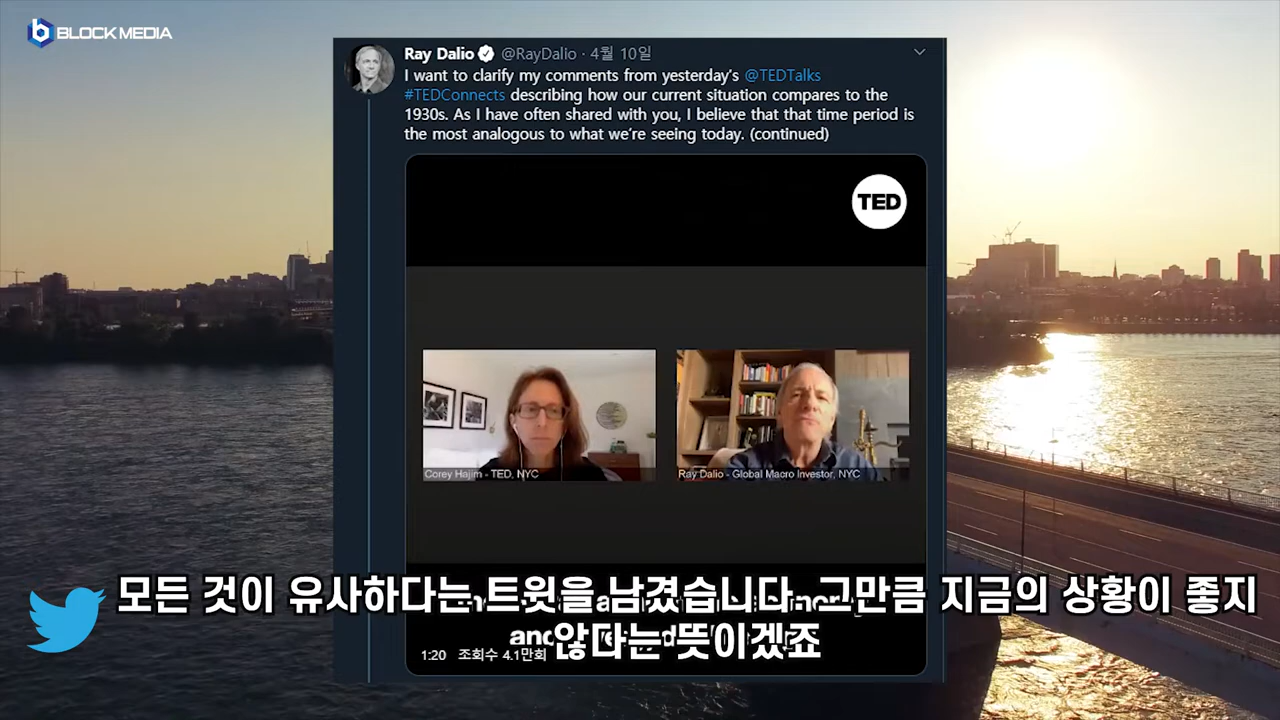 BLOCK MEDIA
Ray Dalio @RayDalio · 4월 10일
I want to clarify my comments from yesterday's @TEDTalks
#TEDConnects describing how our current situation compares to the
1930s. As I have often shared with you, I believe that that time period is
the most analogous to what we're seeing today. (continued)
TED
Corey Hajim - TED, NYC
Ray Dalio - Global Macro Investor, NYC
모든 것이 유사하다는 트윗을 남겼습니다. 그만큼 지금의 상황이 좋지
않다는 뜻이겠죠
1:20 조회수 4.1만회